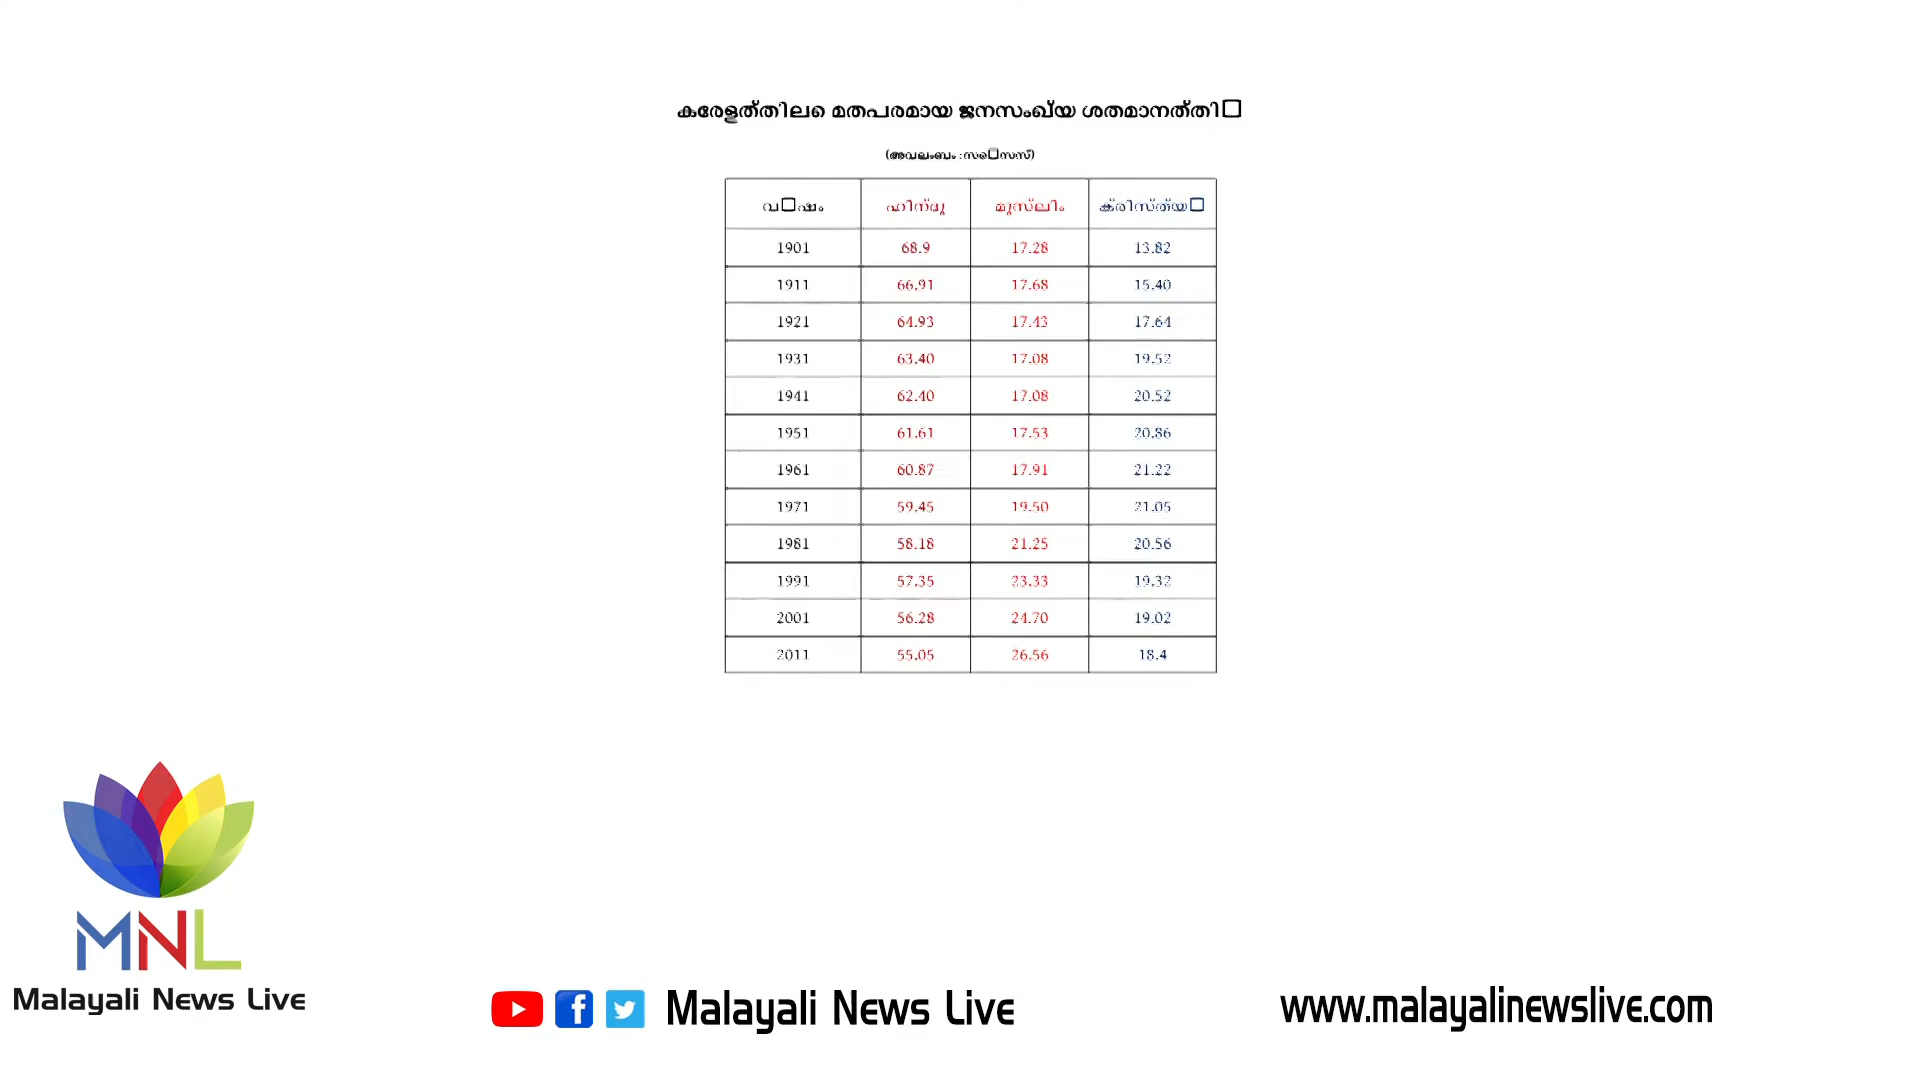 കരേളത്തിലെ മതപരമായ ജനസംഖ്യ ശതമാനത്തി□
(അവലംബം :സെ□സസ്)
വ□ഷം ഹിന്ദു മുസ്ലിം ക്രിസ്ത്യ□
1901 68.9 17.28 13.82
1911 66.91 17.68 15.40
1921 64.93 17.43 17.64
1931 63.40 17.08 19.52
1941 62.40 17.08 20.52
1951 61.61 17.53 20.86
1961 60.87 17.91 21.22
1971 59.45 19.50 21.05
1981 58.18 21.25 20.56
1991 57.35 23.33 19.32
2001 56.28 24.70 19.02
2011 55.05 26.56 18.4
MNL
Malayali News Live
Malayali News Live
www.malayalinewslive.com